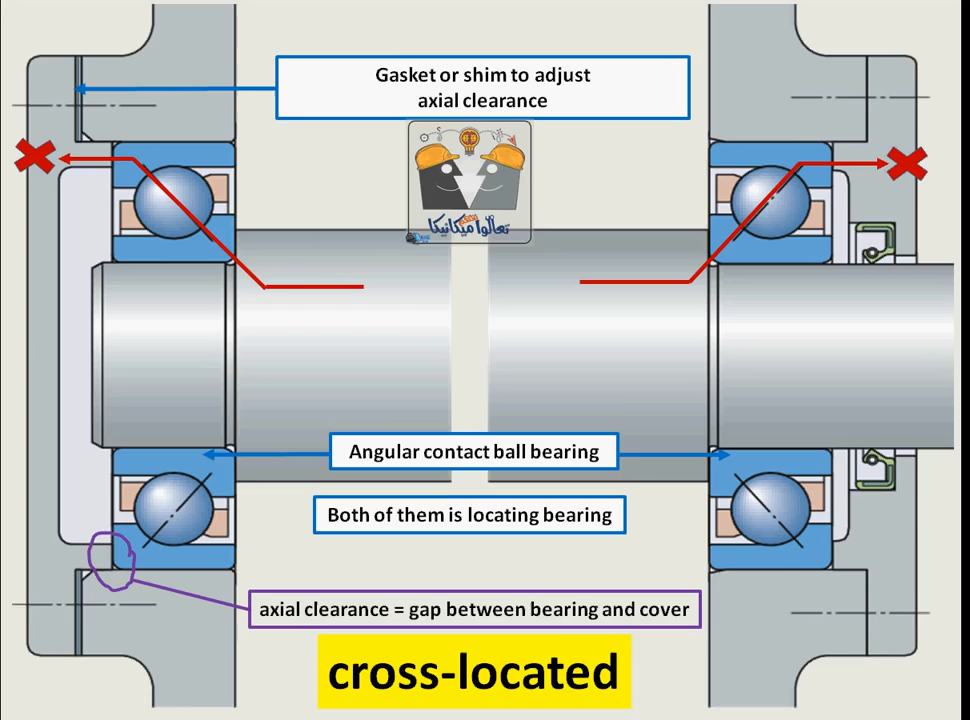 Gasket or shim to adjust
axial clearance
تعالوا ميكانيكا
Angular contact ball bearing
Both of them is locating bearing
axial clearance = gap between bearing and cover
cross-located